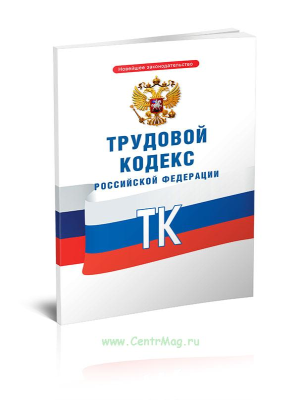 Новейшее законодательство
ТРУДОВОЙ
КОДЕКС
РОССИЙСКОЙ ФЕДЕРАЦИИ
ТК
www.CentrMag.ru